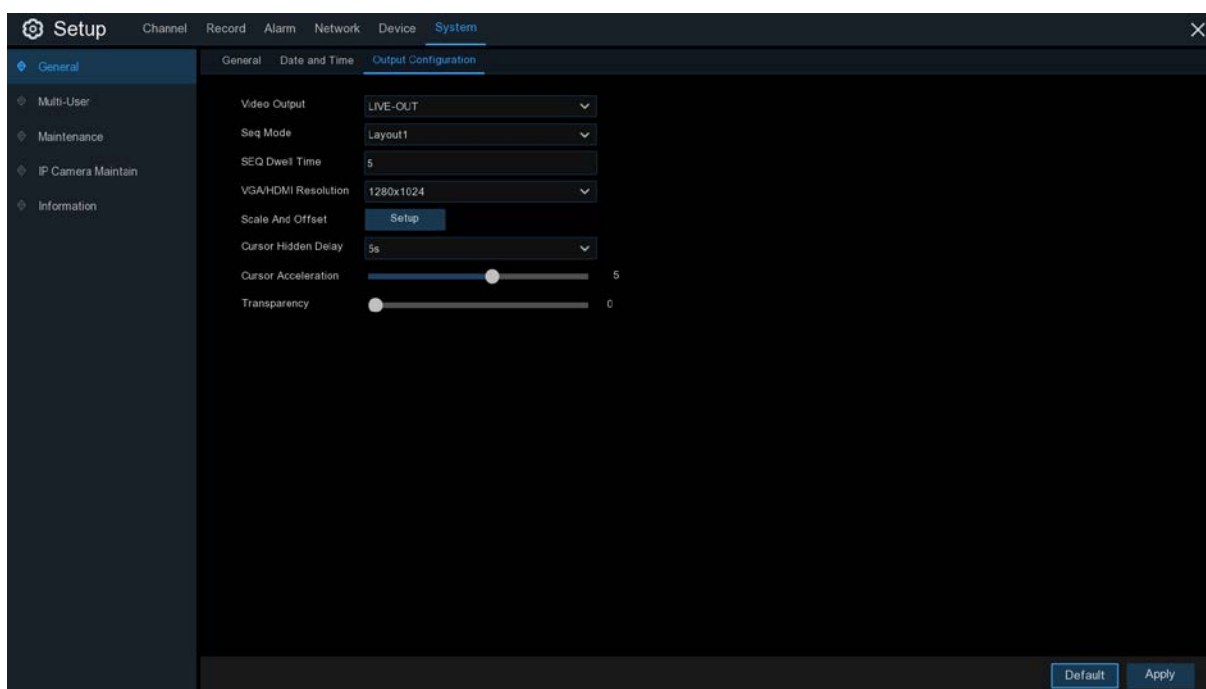 Setup Channel Record Alarm Network Device System
General Date and Time Output Configuration
General
Multi-User
Maintenance
IP Camera Maintain
Information
Video Output LIVE-OUT
Seq Mode Layout1
SEQ Dwell Time 5
VGA/HDMI Resolution 1280x1024
Scale And Offset Setup
Cursor Hidden Delay 5s
Cursor Acceleration 5
Transparency 0
Default Apply